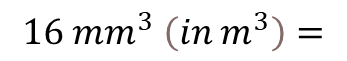 16 mm³ (in m³) =